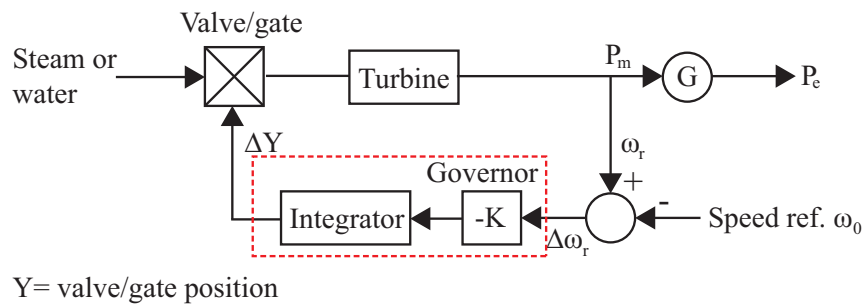 Valve/gate
Steam or
water
Turbine
Pₘ
G
Pₑ
ΔY
ωᵣ
Governor
+
-
Integrator
-K
Δωᵣ
Speed ref. ω₀
Y= valve/gate position